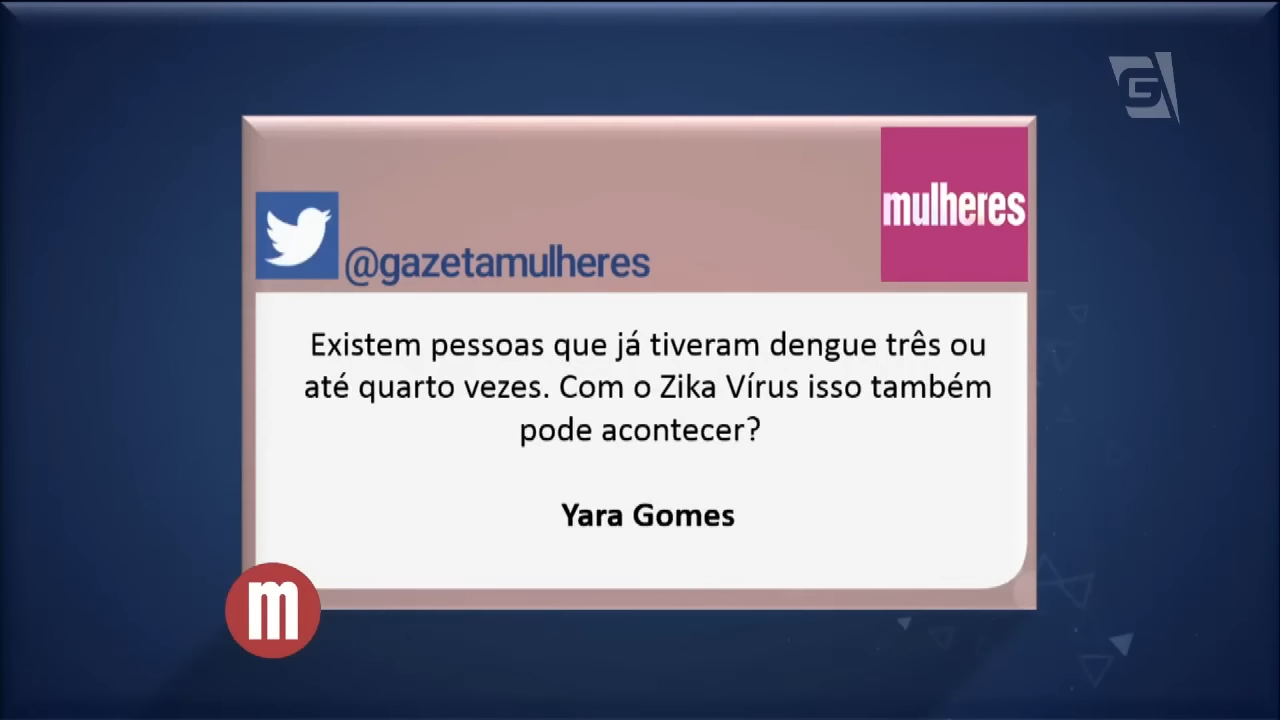 G
mulheres
@gazetamulheres
Existem pessoas que já tiveram dengue três ou
até quarto vezes. Com o Zika Vírus isso também
pode acontecer?
Yara Gomes
m